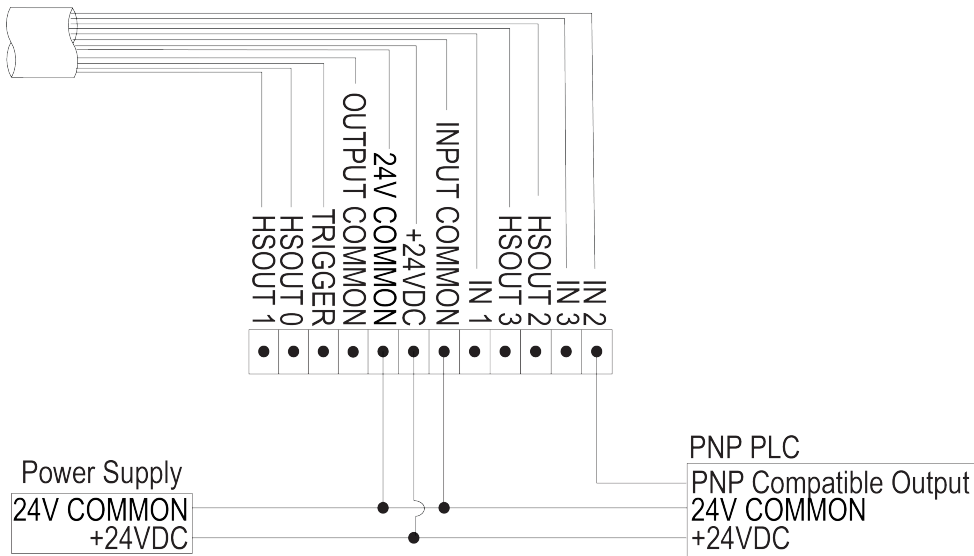 HSOUT 1
HSOUT 0
TRIGGER
OUTPUT COMMON
24V COMMON
+24VDC
INPUT COMMON
IN 1
HSOUT 3
HSOUT 2
IN 3
IN 2
Power Supply
24V COMMON
+24VDC
PNP PLC
PNP Compatible Output
24V COMMON
+24VDC